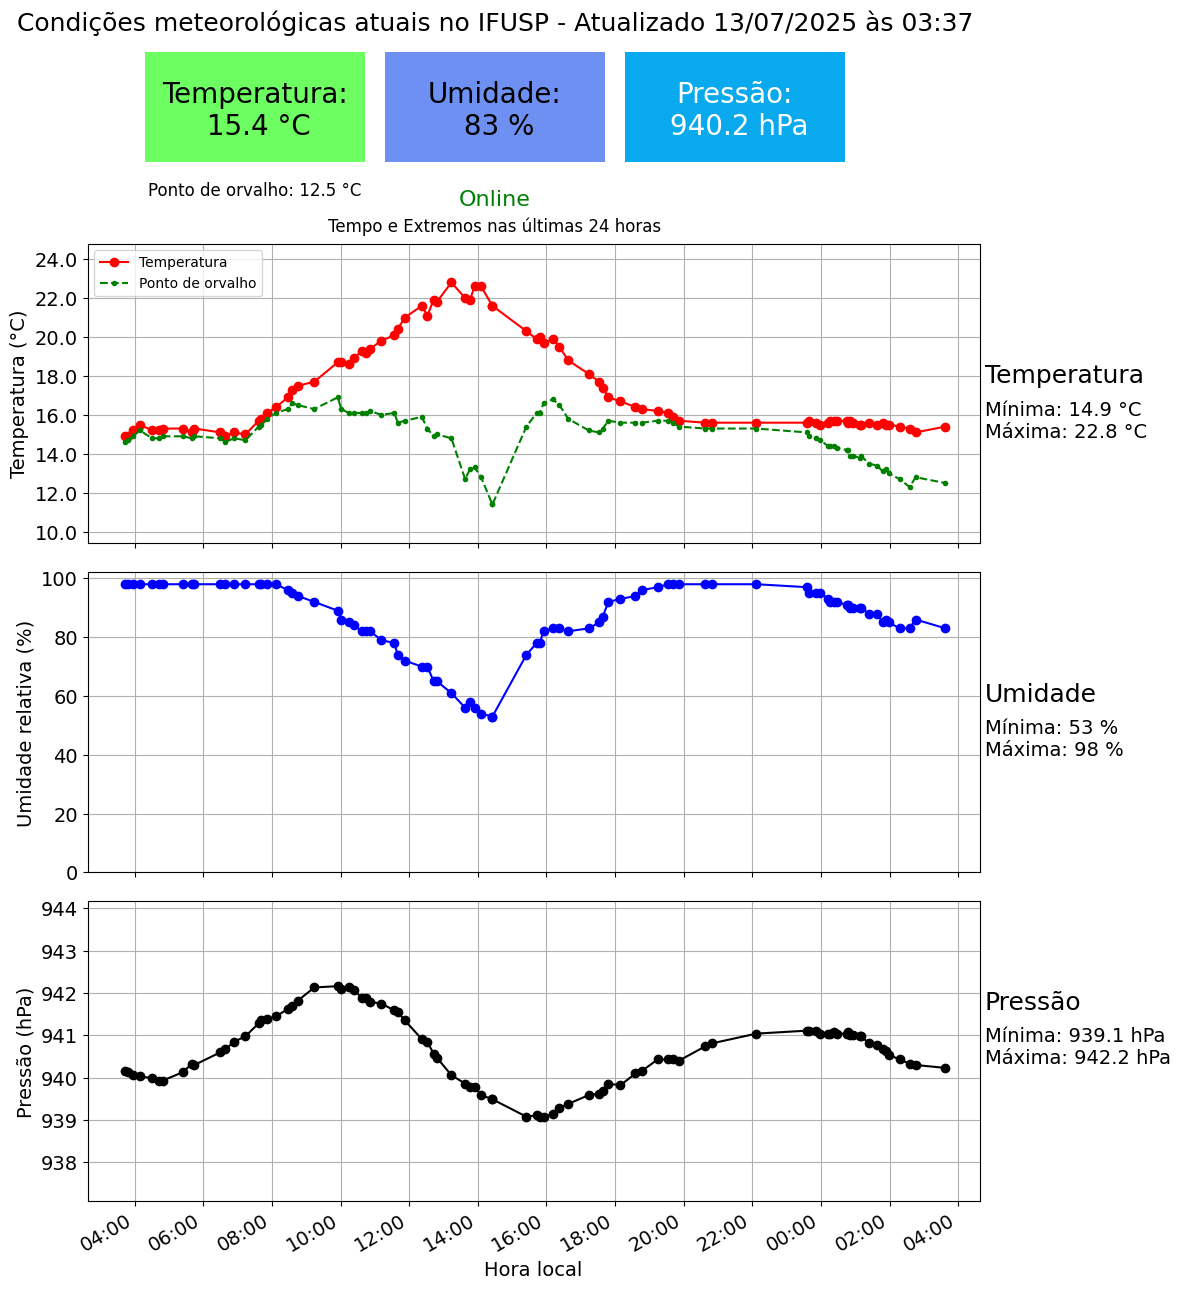 Condições meteorológicas atuais no IFUSP - Atualizado 13/07/2025 às 03:37
Temperatura:
15.4 °C
Umidade:
83 %
Pressão:
940.2 hPa
Ponto de orvalho: 12.5 °C
Online
Tempo e Extremos nas últimas 24 horas
Temperatura (°C)
24.0
22.0
20.0
18.0
16.0
14.0
12.0
10.0
Temperatura
Ponto de orvalho
Temperatura
Mínima: 14.9 °C
Máxima: 22.8 °C
Umidade relativa (%)
100
80
60
40
20
0
Umidade
Mínima: 53 %
Máxima: 98 %
Pressão (hPa)
944
943
942
941
940
939
938
Pressão
Mínima: 939.1 hPa
Máxima: 942.2 hPa
04:00
06:00
08:00
10:00
12:00
14:00
16:00
18:00
20:00
22:00
00:00
02:00
04:00
Hora local